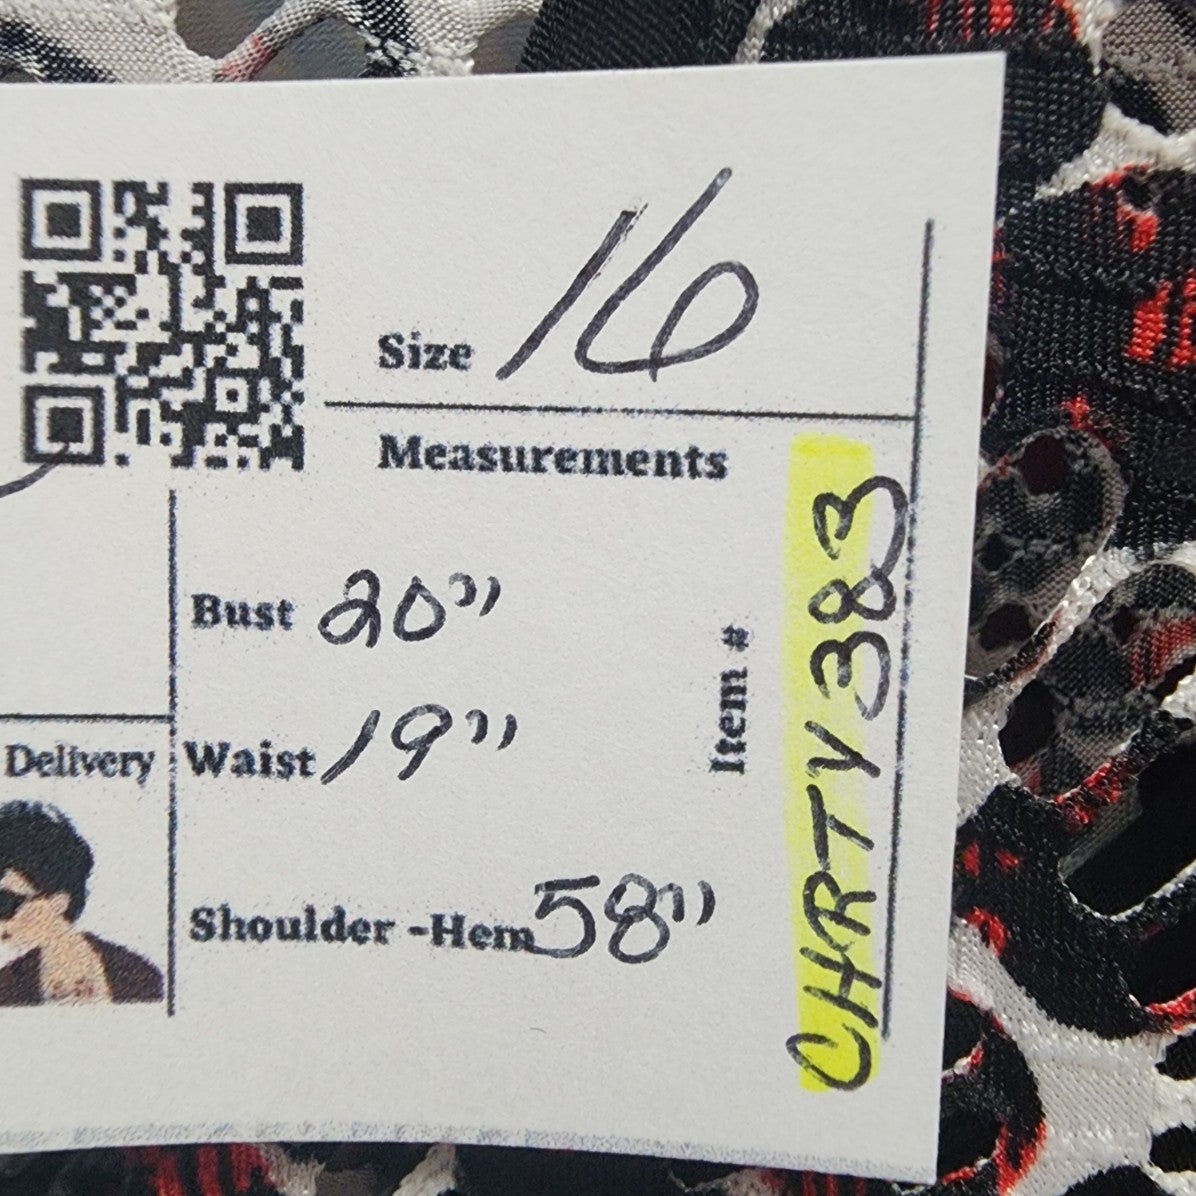 Size 16
Measurements
Bust 20"
Waist 19"
Shoulder -Hem 58"
Item #
CHRTY383
Delivery